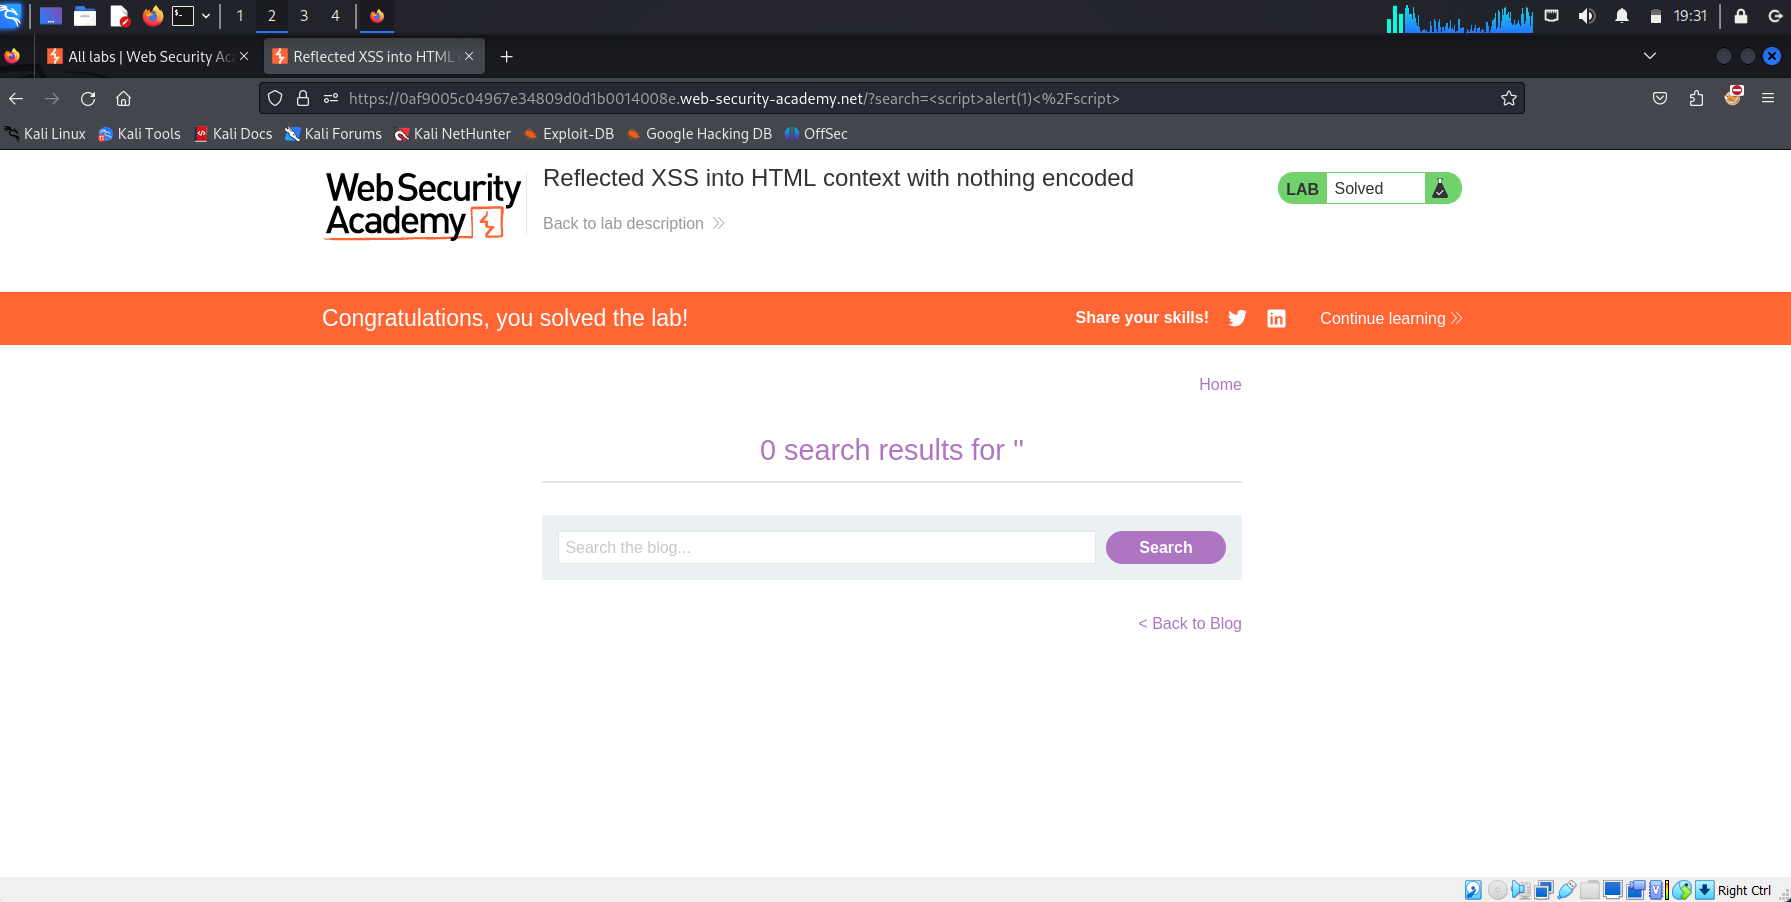 1 2 3 4 19:31
All labs | Web Security Aca
Reflected XSS into HTML c
https://0af9005c04967e34809d0d1b0014008e.web-security-academy.net/?search=<script>alert(1)<%2Fscript>
Kali Linux Kali Tools Kali Docs Kali Forums Kali NetHunter Exploit-DB Google Hacking DB OffSec
Web Security
Academy
Reflected XSS into HTML context with nothing encoded
LAB Solved
Back to lab description
Congratulations, you solved the lab!
Share your skills!
Continue learning
Home
0 search results for ''
Search the blog...
Search
< Back to Blog
Right Ctrl